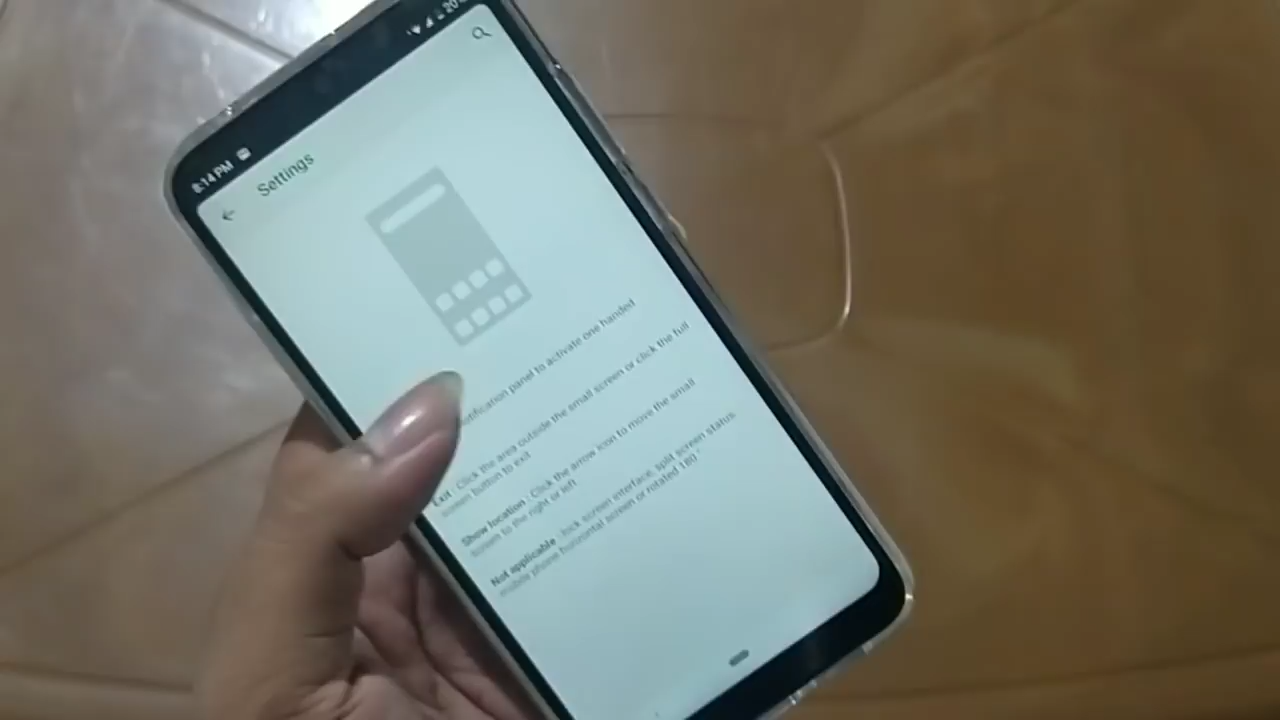 6:14 PM
20
Settings
notification panel to activate one handed
Exit : Click the area outside the small screen or click the full
screen button to exit
Show location : Click the arrow icon to move the small
screen to the right or left
Not applicable : lock screen interface, split screen status
mobile phone horizontal screen or rotated 180°